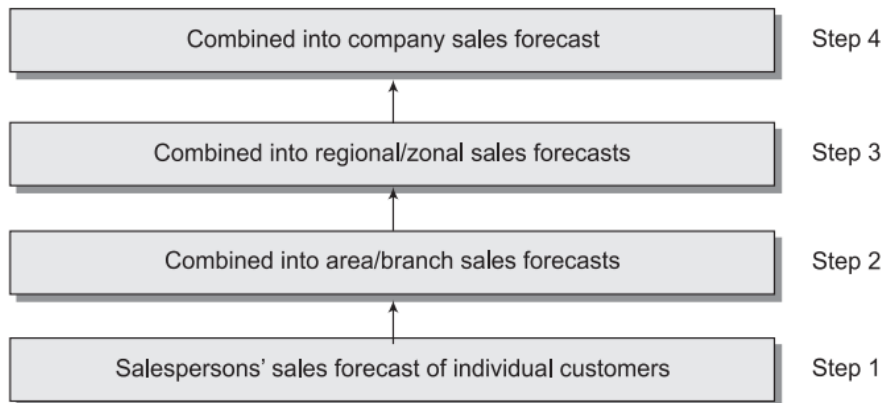 Combined into company sales forecast Step 4
Combined into regional/zonal sales forecasts Step 3
Combined into area/branch sales forecasts Step 2
Salespersons' sales forecast of individual customers Step 1